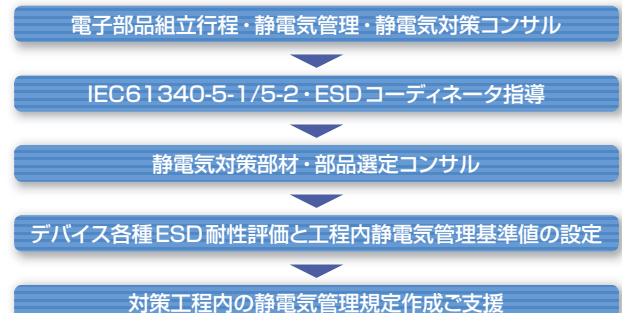 電子部品組立行程・静電気管理・静電気対策コンサル
IEC61340-5-1/5-2・ESDコーディネータ指導
静電気対策部材・部品選定コンサル
デバイス各種ESD耐性評価と工程内静電気管理基準値の設定
対策工程内の静電気管理規定作成ご支援